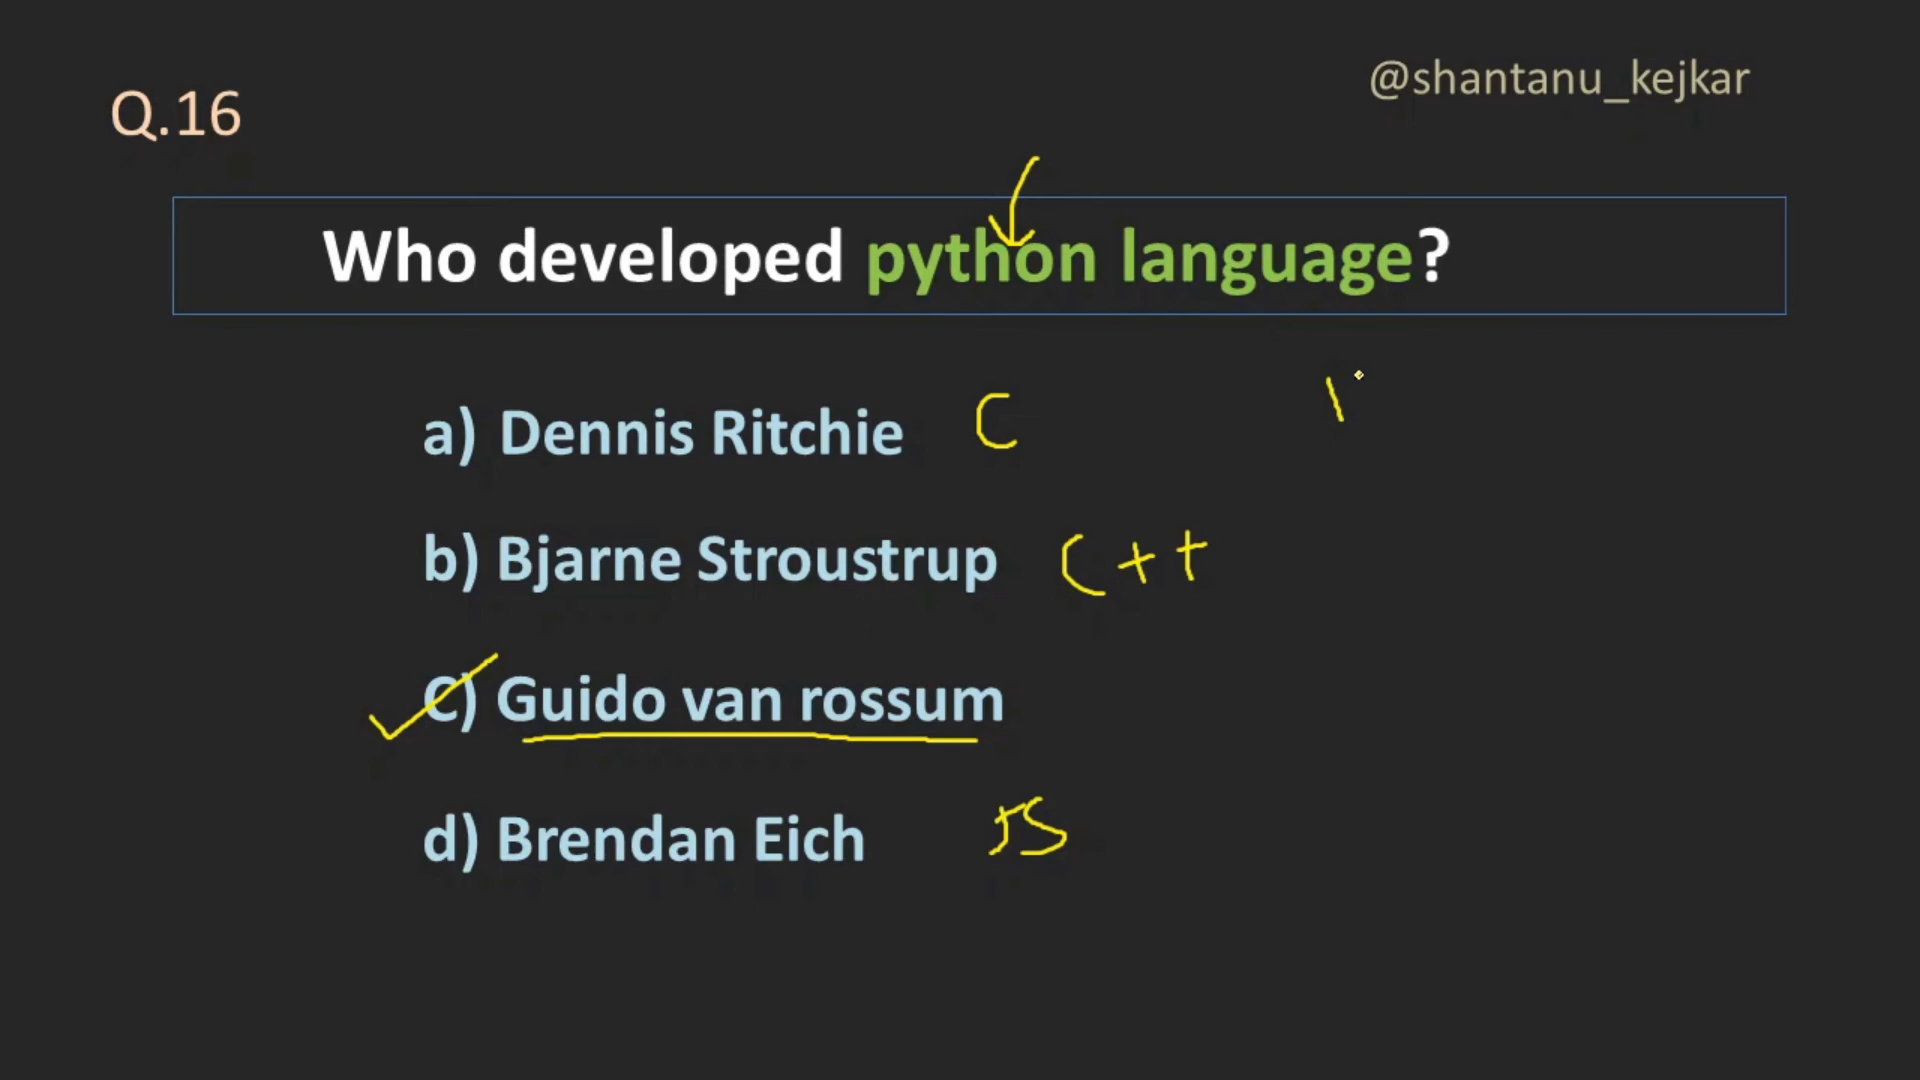 Q.16
@shantanu_kejkar
Who developed python language?
a) Dennis Ritchie C
b) Bjarne Stroustrup C++
C) Guido van rossum
d) Brendan Eich JS